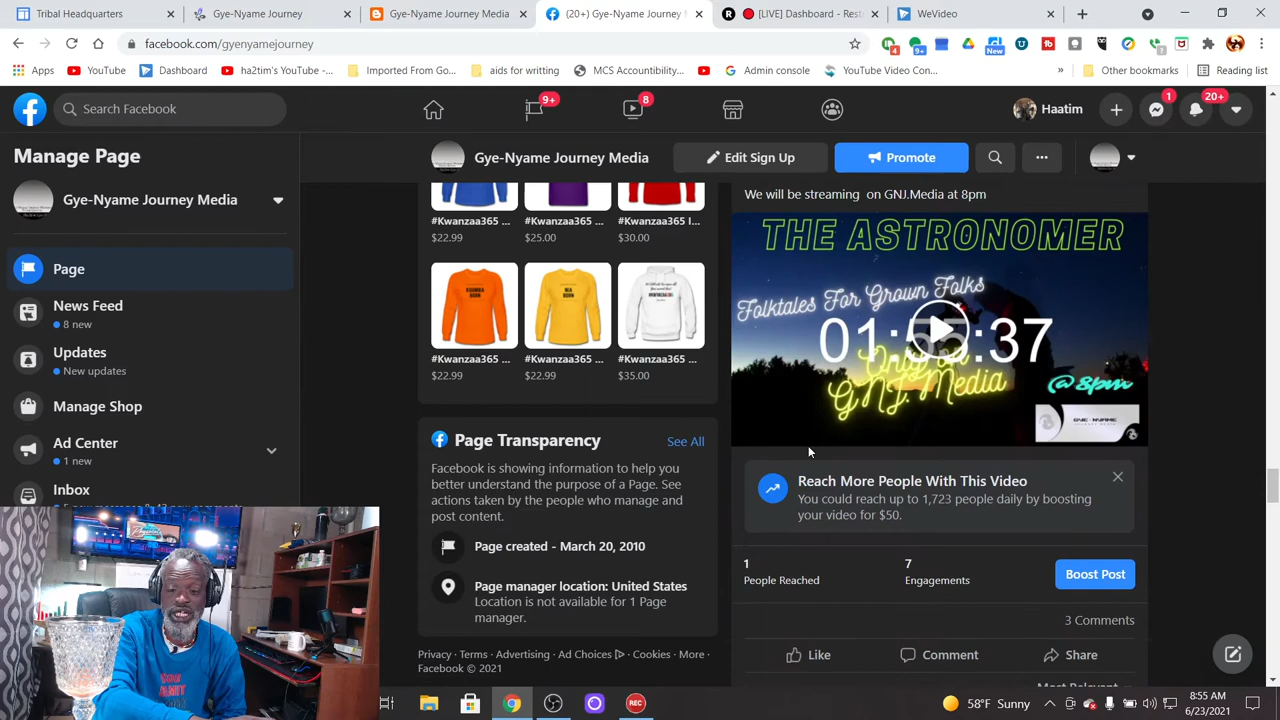 Tribal Headquarters
Gye-Nyame Journey
Gye-Nyame Journey Media
(20+) Gye-Nyame Journey
[LIVE] Dashboard - Rest
WeVideo
facebook.com/gyenyamejourney
4
9+
New
Apps
YouTube
Dashboard
ha2tim's YouTube -...
Imported From Go...
aids for writting
MCS Accountibility...
Admin console
YouTube Video Con...
Other bookmarks
Reading list
Search Facebook
9+
8
Haatim
1
20+
Manage Page
Gye-Nyame Journey Media
Edit Sign Up
Promote
Gye-Nyame Journey Media
Page
News Feed
8 new
Updates
New updates
Manage Shop
Ad Center
1 new
Inbox
#Kwanzaa365 ...
#Kwanzaa365 ...
#Kwanzaa365 I...
$22.99
$25.00
$30.00
#Kwanzaa365 ...
#Kwanzaa365 ...
#Kwanzaa365 ...
$22.99
$22.99
$35.00
Page Transparency
See All
Facebook is showing information to help you
better understand the purpose of a Page. See
actions taken by the people who manage and
post content.
Page created - March 20, 2010
Page manager location: United States
Location is not available for 1 Page
manager.
Privacy · Terms · Advertising · Ad Choices · Cookies · More ·
Facebook © 2021
We will be streaming on GNJ.Media at 8pm
THE ASTRONOMER
Folktales For Grown Folks
Only on
GNJ.Media
@ 8pm
Reach More People With This Video
You could reach up to 1,723 people daily by boosting
your video for $50.
1
People Reached
7
Engagements
Boost Post
3 Comments
Like
Comment
Share
REC
58°F Sunny
8:55 AM
6/23/2021